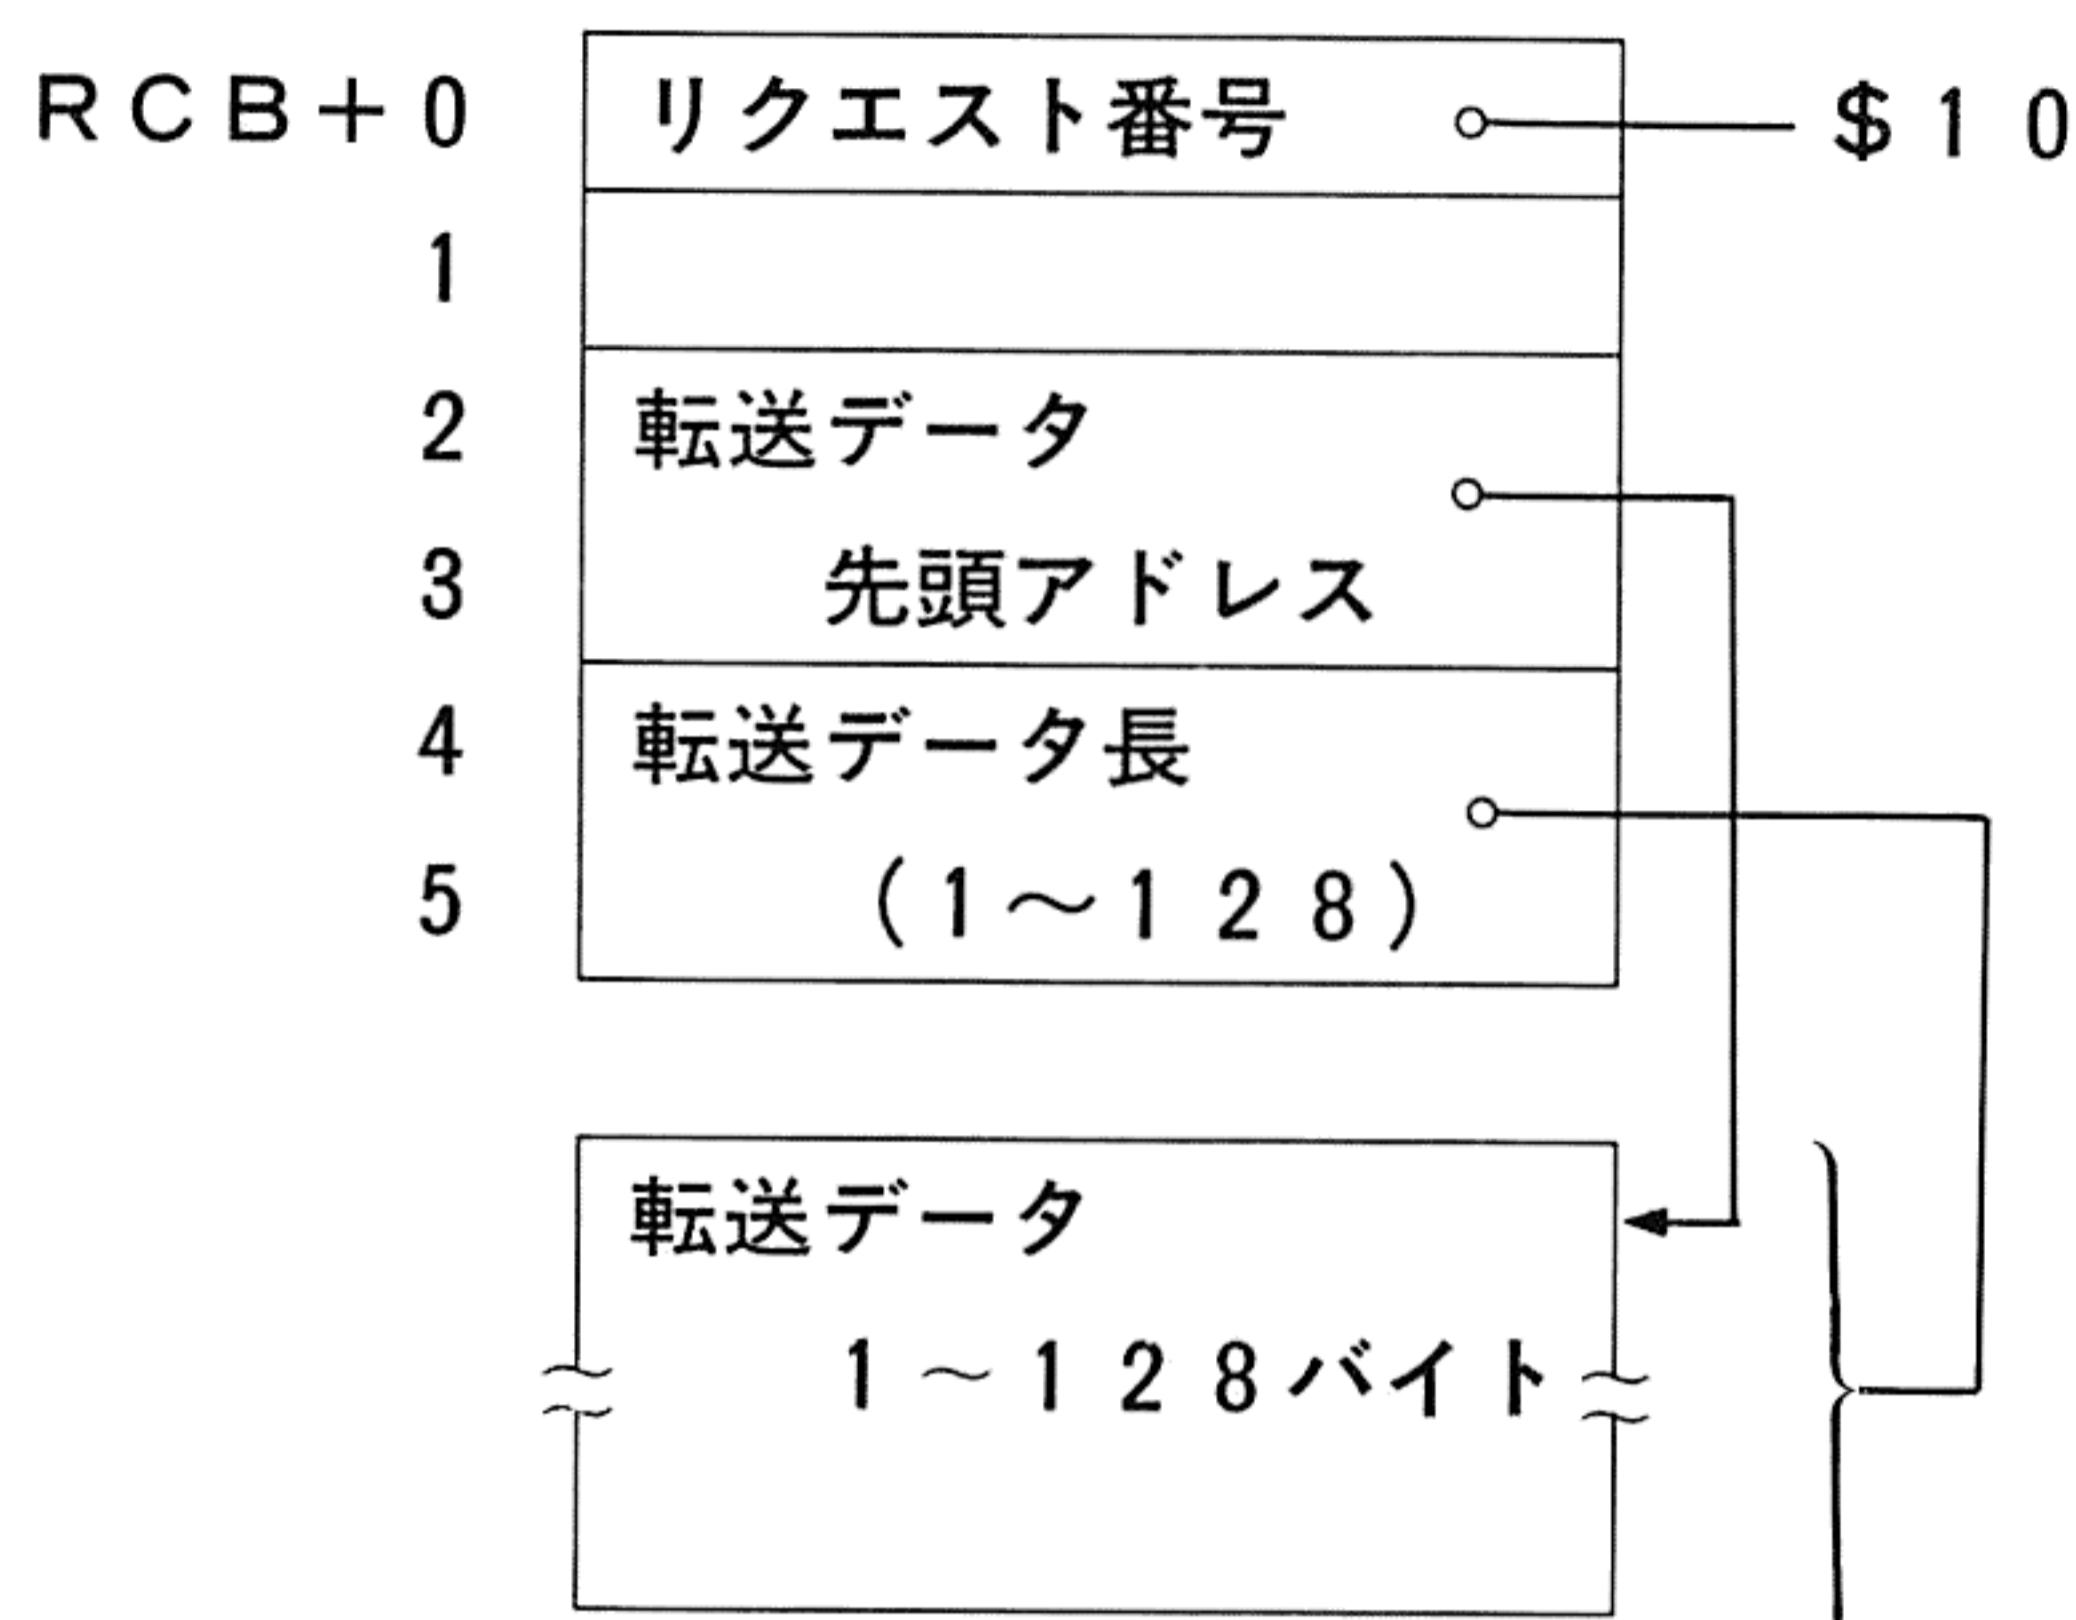 RCB+0 リクエスト番号 $10
1
2 転送データ
3 先頭アドレス
4 転送データ長
5 (1〜128)
転送データ
1〜128バイト